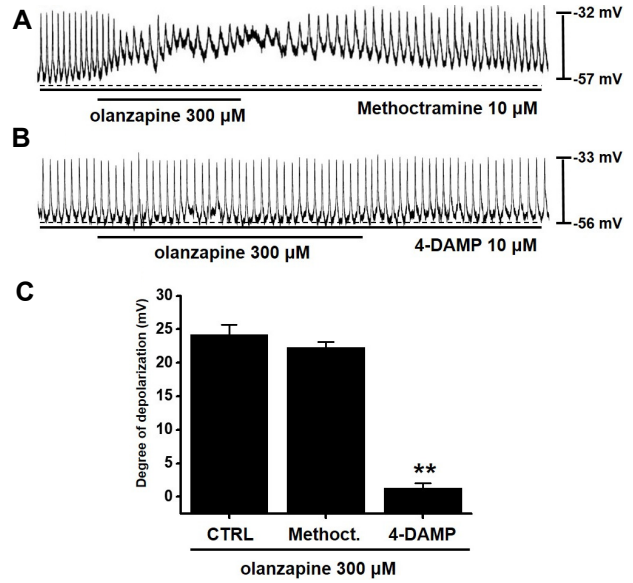 A
-32 mV
-57 mV
olanzapine 300 µM
Methoctramine 10 µM
B
-33 mV
-56 mV
olanzapine 300 µM
4-DAMP 10 µM
C
Degree of depolarization (mV)
30
25
20
15
10
5
0
**
CTRL Methoct. 4-DAMP
olanzapine 300 µM